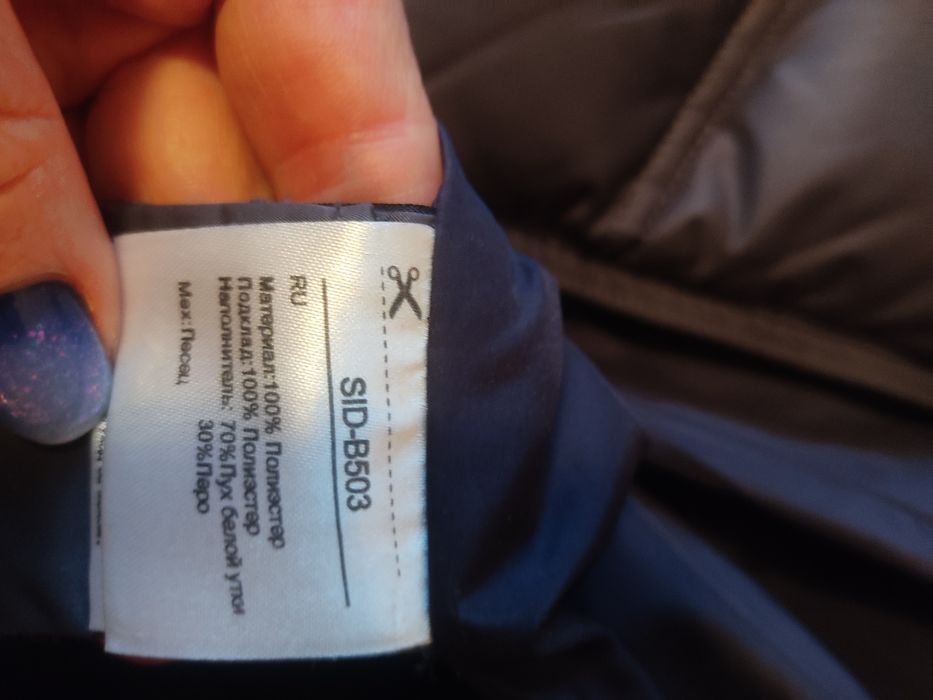 SID-B503
RU
Материал:100% Полиэстер
Подклад:100% Полиэстер
Наполнитель: 70%Пух белой утки
30%Перо
Мех:Песец